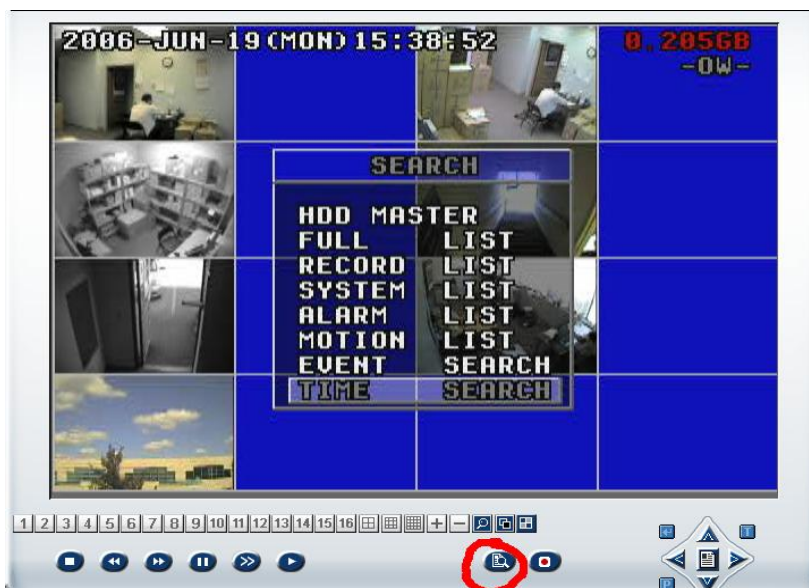 2006-JUN-19(MON) 15:38:52 0.205GB
-OW-
SEARCH
HDD MASTER
FULL LIST
RECORD LIST
SYSTEM LIST
ALARM LIST
MOTION LIST
EVENT SEARCH
TIME SEARCH
1 2 3 4 5 6 7 8 9 10 11 12 13 14 15 16
T
P